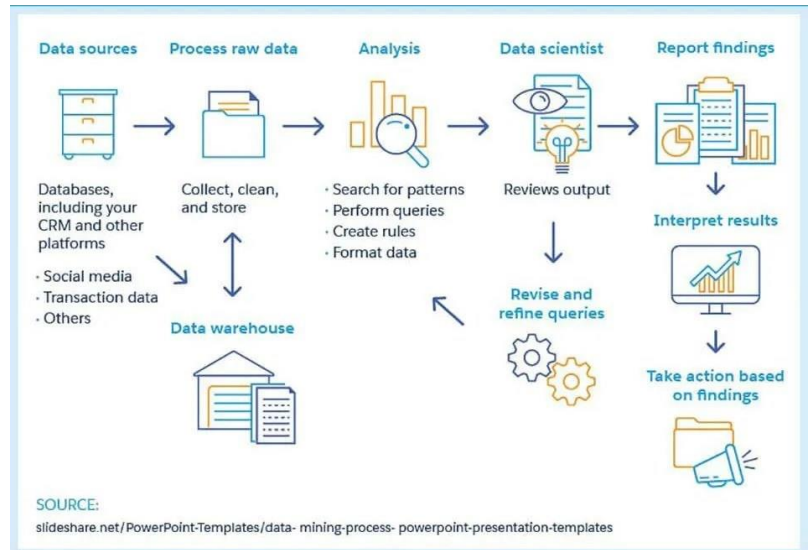 Data sources
Databases,
including your
CRM and other
platforms
· Social media
· Transaction data
· Others
Process raw data
Collect, clean,
and store
Data warehouse
Analysis
· Search for patterns
· Perform queries
· Create rules
· Format data
Data scientist
Reviews output
Revise and
refine queries
Report findings
Interpret results
Take action based
on findings
SOURCE:
slideshare.net/PowerPoint-Templates/data- mining-process- powerpoint-presentation-templates